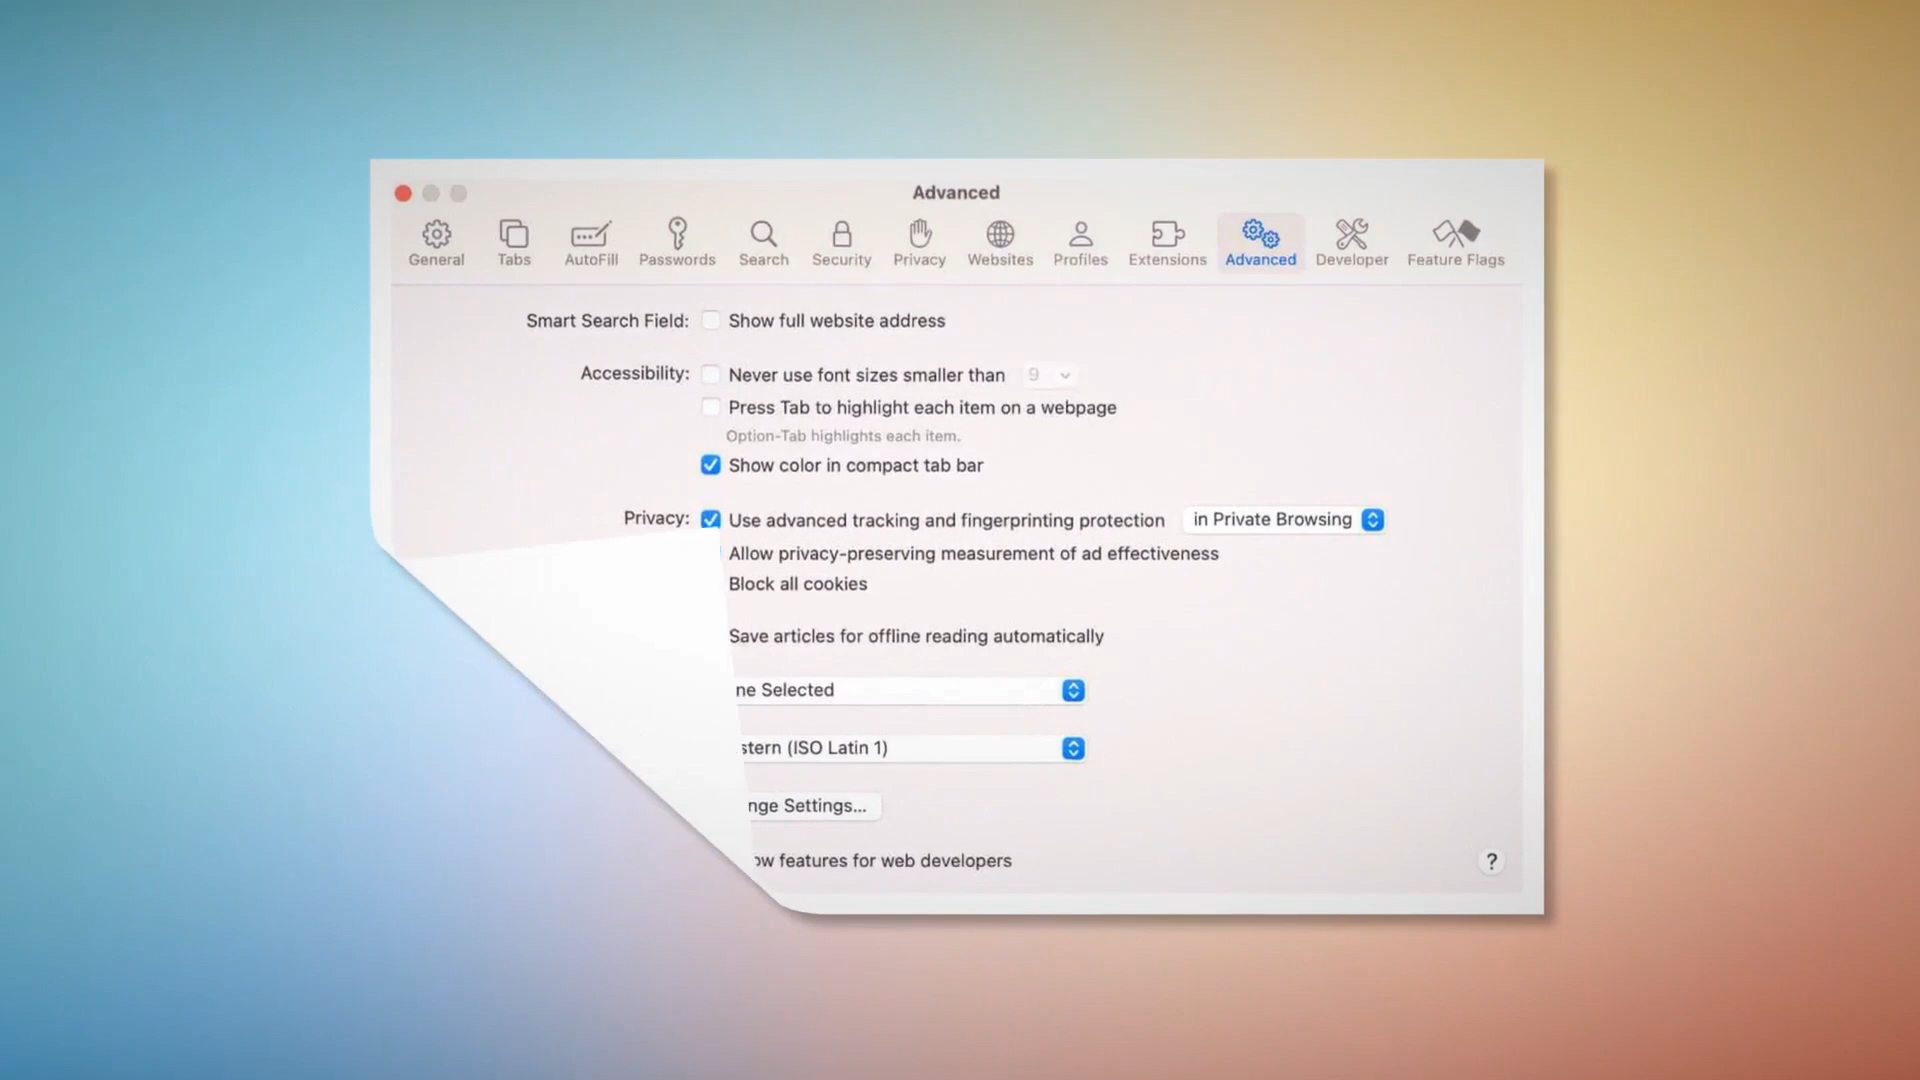 Advanced
General Tabs AutoFill Passwords Search Security Privacy Websites Profiles Extensions Advanced Developer Feature Flags
Smart Search Field: Show full website address
Accessibility: Never use font sizes smaller than 9
Press Tab to highlight each item on a webpage
Option-Tab highlights each item.
Show color in compact tab bar
Privacy: Use advanced tracking and fingerprinting protection in Private Browsing
Allow privacy-preserving measurement of ad effectiveness
Block all cookies
Save articles for offline reading automatically
ne Selected
stern (ISO Latin 1)
nge Settings...
ow features for web developers ?